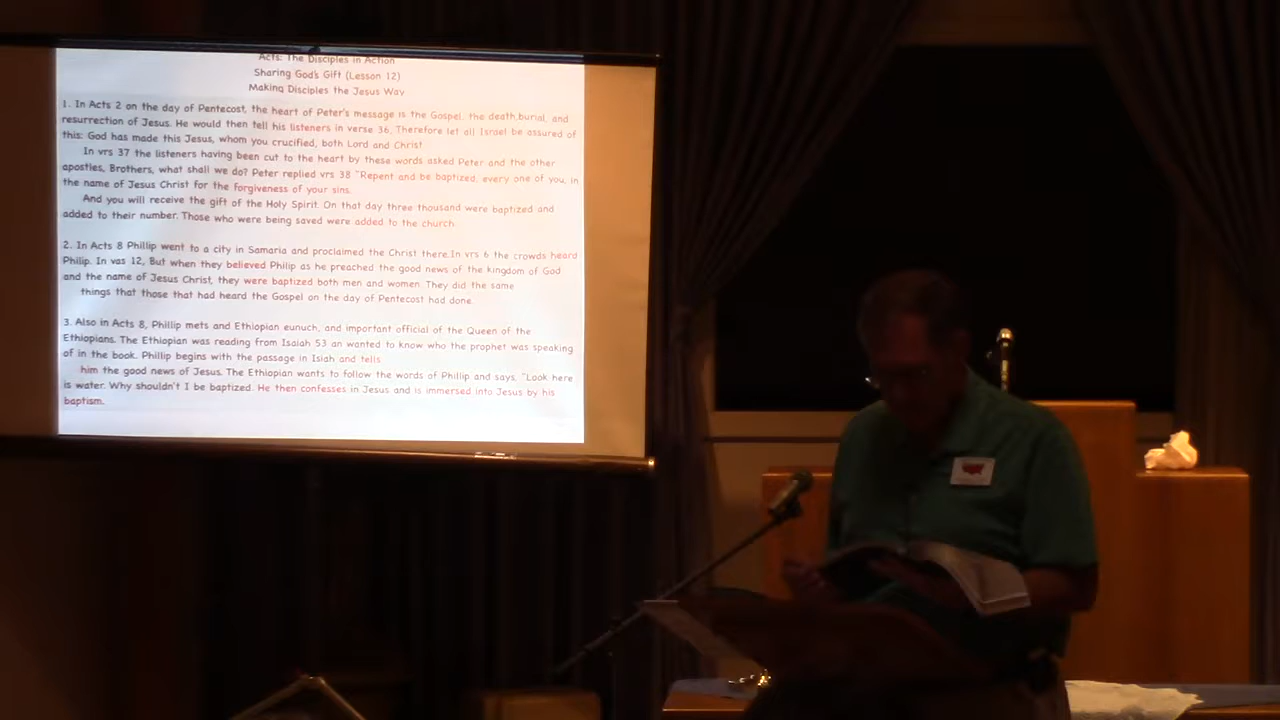 Acts: The Disciples in Action
Sharing God's Gift (Lesson 12)
Making Disciples the Jesus Way
1. In Acts 2 on the day of Pentecost, the heart of Peter's message is the Gospel, the death,burial, and
resurrection of Jesus. He would then tell his listeners in verse 36, Therefore let all Israel be assured of
this: God has made this Jesus, whom you crucified, both Lord and Christ
In vrs 37 the listeners having been cut to the heart by these words asked Peter and the other
apostles, Brothers, what shall we do? Peter replied vrs 38 "Repent and be baptized, every one of you, in
the name of Jesus Christ for the forgiveness of your sins.
And you will receive the gift of the Holy Spirit. On that day three thousand were baptized and
added to their number. Those who were being saved were added to the church.
2. In Acts 8 Phillip went to a city in Samaria and proclaimed the Christ there.In vrs 6 the crowds heard
Philip. In vas 12, But when they believed Philip as he preached the good news of the kingdom of God
and the name of Jesus Christ, they were baptized both men and women. They did the same
things that those that had heard the Gospel on the day of Pentecost had done.
3. Also in Acts 8, Phillip mets and Ethiopian eunuch, and important official of the Queen of the
Ethiopians. The Ethiopian was reading from Isaiah 53 an wanted to know who the prophet was speaking
of in the book. Phillip begins with the passage in Isiah and tells
him the good news of Jesus. The Ethiopian wants to follow the words of Phillip and says, "Look here
is water. Why shouldn't I be baptized. He then confesses in Jesus and is immersed into Jesus by his
baptism.